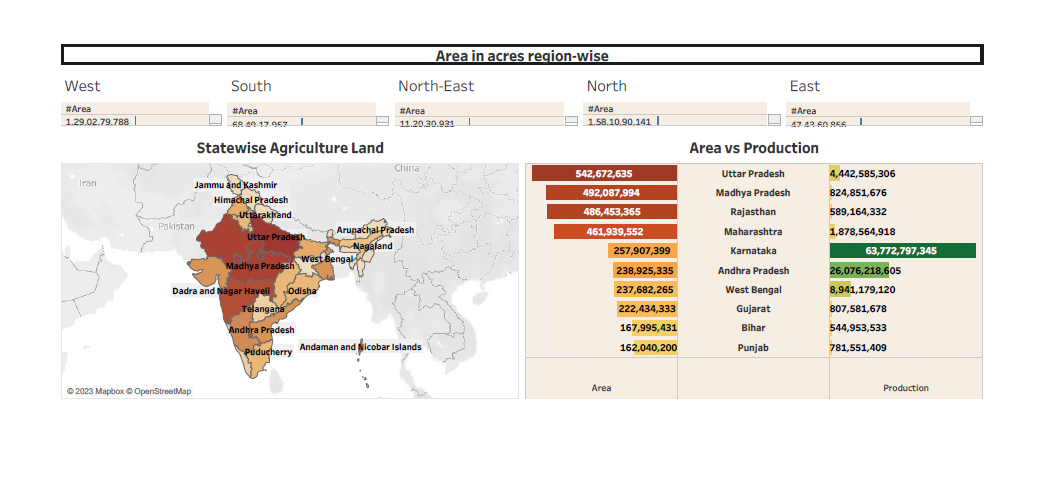 Area in acres region-wise
West
South
North-East
North
East
#Area
#Area
#Area
#Area
#Area
1,29,02,79,788
68,49,17,957
11,20,30,931
1,58,10,90,141
47,43,60,856
Statewise Agriculture Land
Area vs Production
Iran
China
Pakistan
Jammu and Kashmir
Himachal Pradesh
Uttarakhand
Uttar Pradesh
Arunachal Pradesh
Nagaland
West Bengal
Madhya Pradesh
Dadra and Nagar Haveli
Odisha
Telangana
Andhra Pradesh
Puducherry
Andaman and Nicobar Islands
© 2023 Mapbox © OpenStreetMap
542,672,635 Uttar Pradesh 4,442,585,306
492,087,994 Madhya Pradesh 824,851,676
486,453,365 Rajasthan 589,164,332
461,939,552 Maharashtra 1,878,564,918
257,907,399 Karnataka 63,772,797,345
238,925,335 Andhra Pradesh 26,076,218,605
237,682,265 West Bengal 8,941,179,120
222,434,333 Gujarat 807,581,678
167,995,431 Bihar 544,953,533
162,040,200 Punjab 781,551,409
Area
Production